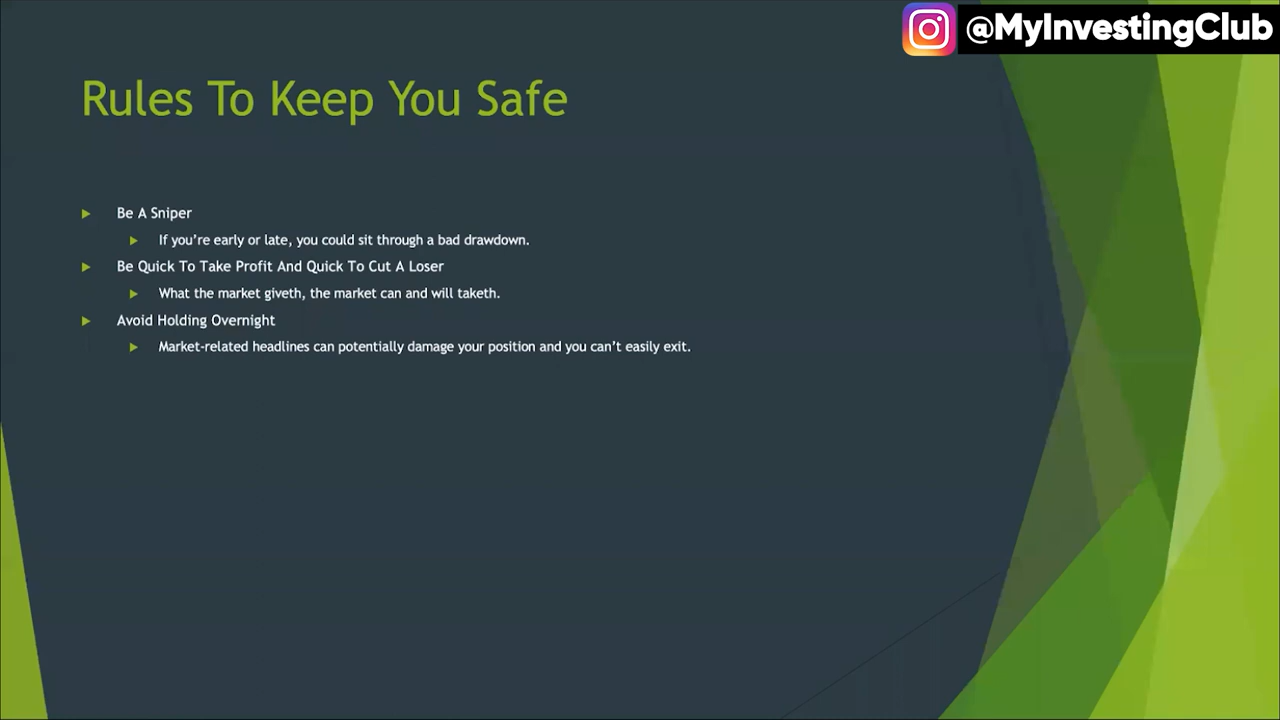 @MyInvestingClub
Rules To Keep You Safe
Be A Sniper
If you’re early or late, you could sit through a bad drawdown.
Be Quick To Take Profit And Quick To Cut A Loser
What the market giveth, the market can and will taketh.
Avoid Holding Overnight
Market-related headlines can potentially damage your position and you can’t easily exit.